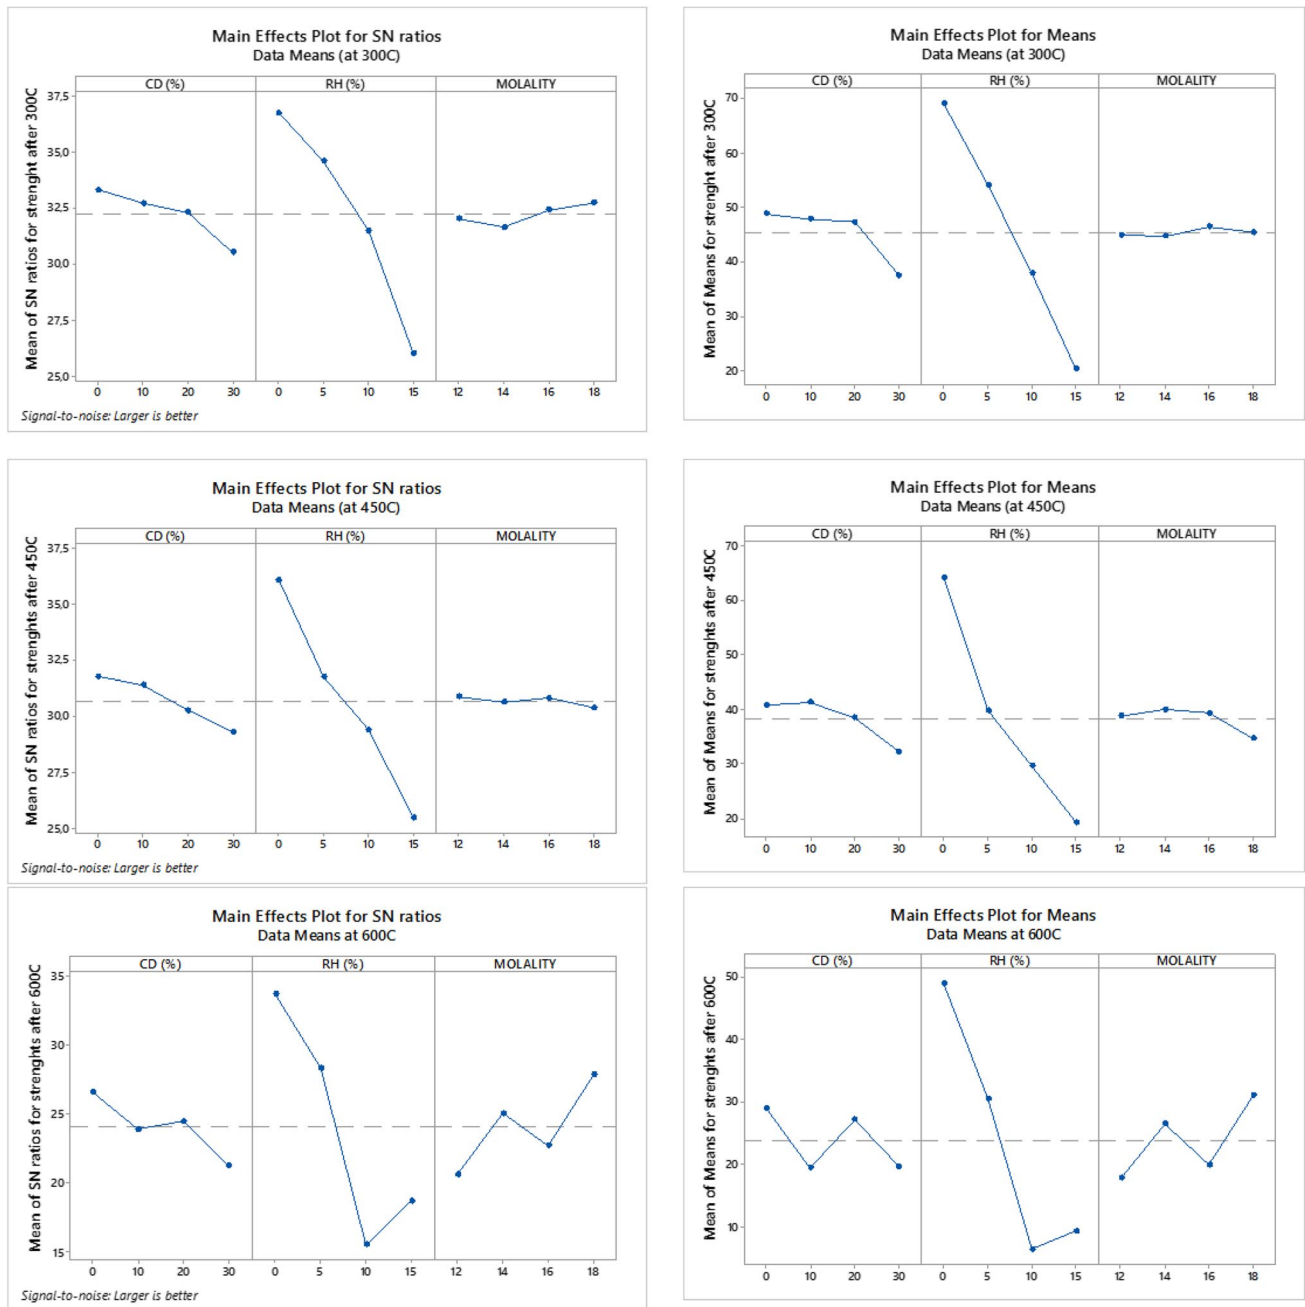 Main Effects Plot for SN ratios
Data Means (at 300C)
CD (%) RH (%) MOLALITY
Mean of SN ratios for strenght after 300C
37,5
35,0
32,5
30,0
27,5
25,0
0 10 20 30 0 5 10 15 12 14 16 18
Signal-to-noise: Larger is better
Main Effects Plot for Means
Data Means (at 300C)
CD (%) RH (%) MOLALITY
Mean of Means for strenght after 300C
70
60
50
40
30
20
0 10 20 30 0 5 10 15 12 14 16 18
Main Effects Plot for SN ratios
Data Means (at 450C)
CD (%) RH (%) MOLALITY
Mean of SN ratios for strenghts after 450C
37,5
35,0
32,5
30,0
27,5
25,0
0 10 20 30 0 5 10 15 12 14 16 18
Signal-to-noise: Larger is better
Main Effects Plot for Means
Data Means (at 450C)
CD (%) RH (%) MOLALITY
Mean of Means for strenghts after 450C
70
60
50
40
30
20
0 10 20 30 0 5 10 15 12 14 16 18
Main Effects Plot for SN ratios
Data Means at 600C
CD (%) RH (%) MOLALITY
Mean of SN ratios for strenghts after 600C
35
30
25
20
15
0 10 20 30 0 5 10 15 12 14 16 18
Signal-to-noise: Larger is better
Main Effects Plot for Means
Data Means at 600C
CD (%) RH (%) MOLALITY
Mean of Means for strenghts after 600C
50
40
30
20
10
0 10 20 30 0 5 10 15 12 14 16 18